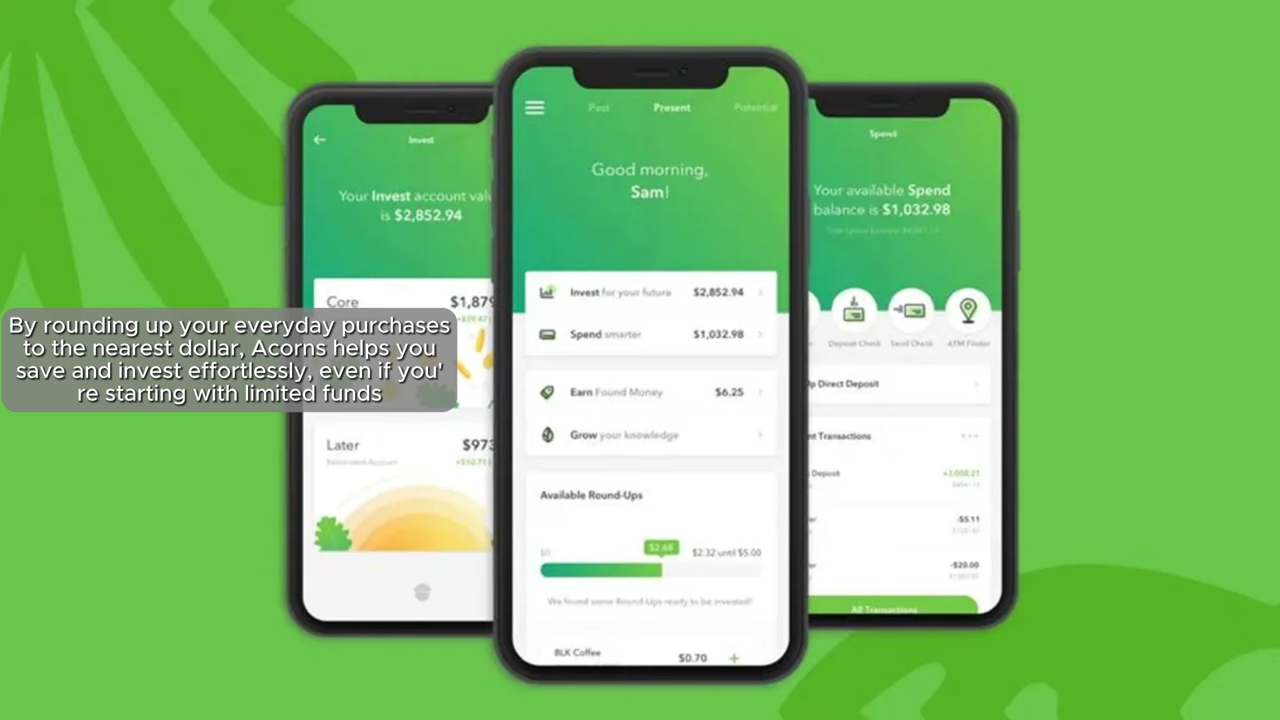 Invest
Your Invest account valu
is $2,852.94
Core
$1,879
By rounding up your everyday purchases
to the nearest dollar, Acorns helps you
save and invest effortlessly, even if you'
re starting with limited funds
Later
$973
Retirement Account
+$10.71
Past
Present
Potential
Good morning,
Sam!
Invest for your future
$2,852.94
Spend smarter
$1,032.98
Earn Found Money
$6.25
Grow your knowledge
Available Round-Ups
$0
$2.68
$2.32 until $5.00
We found some Round-Ups ready to be invested!
BLK Coffee
$0.70
+
Spend
Your available Spend
balance is $1,032.98
Deposit Check
Send Check
ATM Finder
Up Direct Deposit
nt Transactions
Deposit
+3,008.21
-$5.11
-$20.00
All Transactions